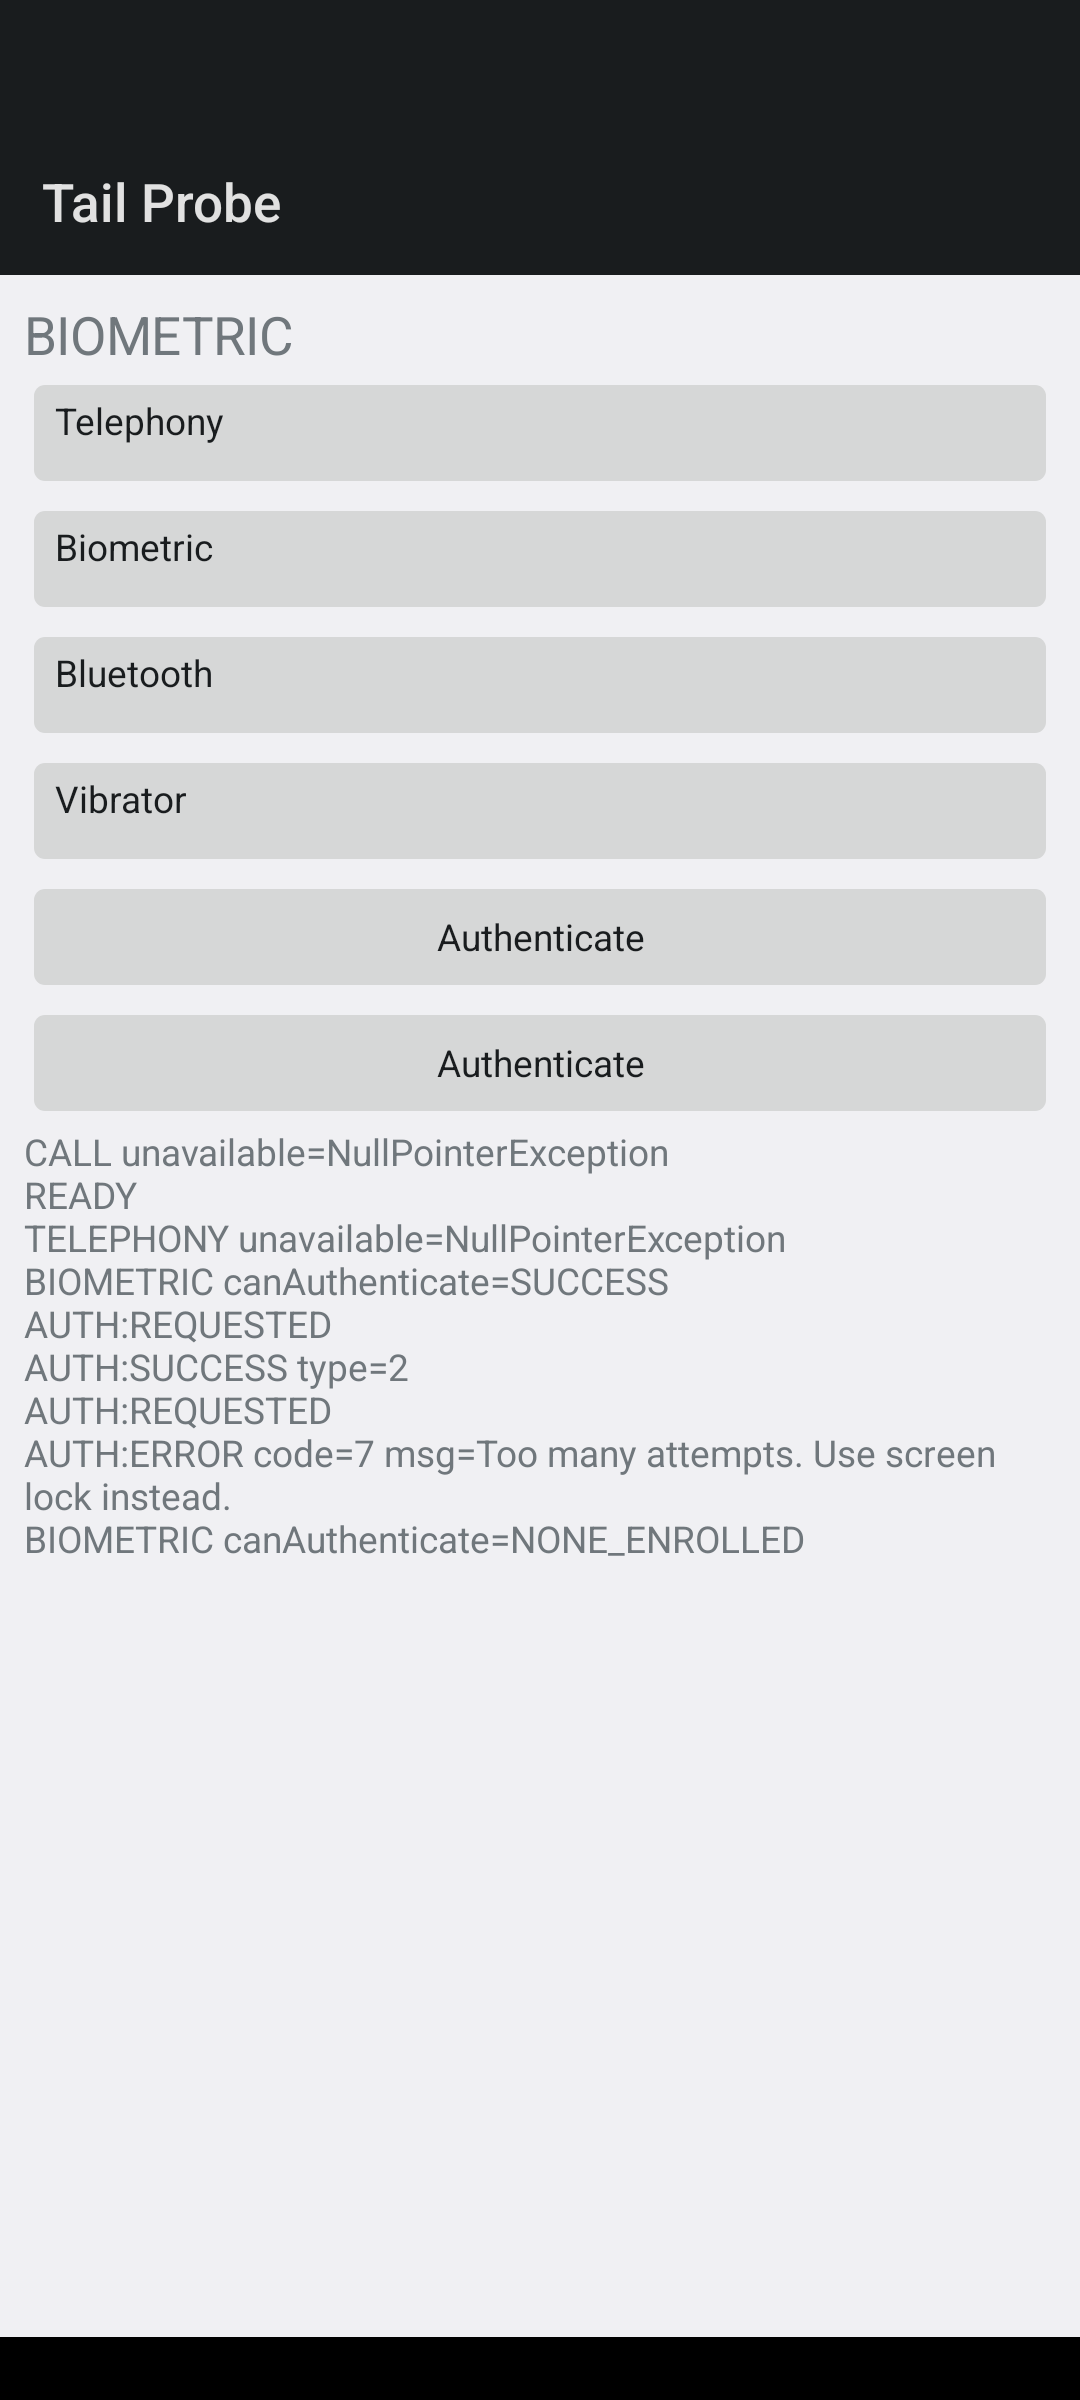 Tail Probe
BIOMETRIC
Telephony
Biometric
Bluetooth
Vibrator
Authenticate
Authenticate
CALL unavailable=NullPointerException
READY
TELEPHONY unavailable=NullPointerException
BIOMETRIC canAuthenticate=SUCCESS
AUTH:REQUESTED
AUTH:SUCCESS type=2
AUTH:REQUESTED
AUTH:ERROR code=7 msg=Too many attempts. Use screen
lock instead.
BIOMETRIC canAuthenticate=NONE_ENROLLED